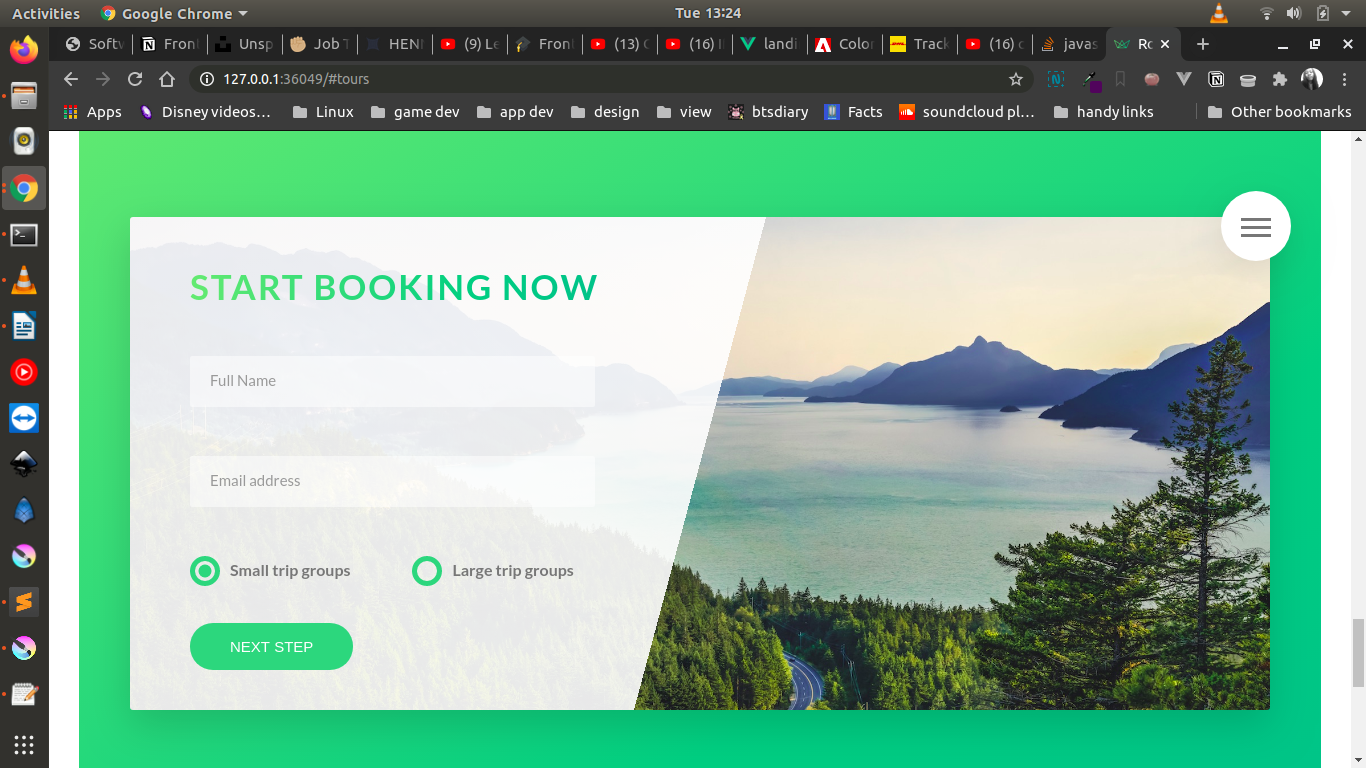 Activities Google Chrome Tue 13:24
Softw Front Unsp Job T HENN (9) Le Front (13) C (16) I landi Color Track (16) c javas Ro
127.0.0.1:36049/#tours
Apps Disney videos… Linux game dev app dev design view btsdiary Facts soundcloud pl… handy links Other bookmarks
START BOOKING NOW
Full Name
Email address
Small trip groups Large trip groups
NEXT STEP